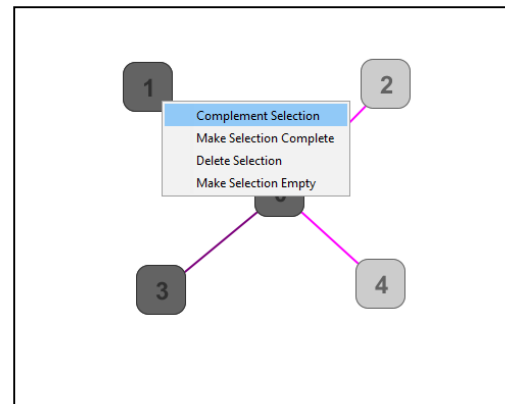 1
2
Complement Selection
Make Selection Complete
Delete Selection
Make Selection Empty
3
4